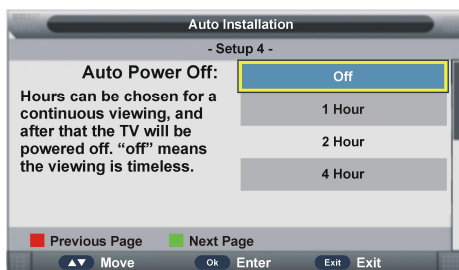 Auto Installation
- Setup 4 -
Auto Power Off:
Hours can be chosen for a
continuous viewing, and
after that the TV will be
powered off. “off” means
the viewing is timeless.
Off
1 Hour
2 Hour
4 Hour
Previous Page Next Page
Move Ok Enter Exit Exit